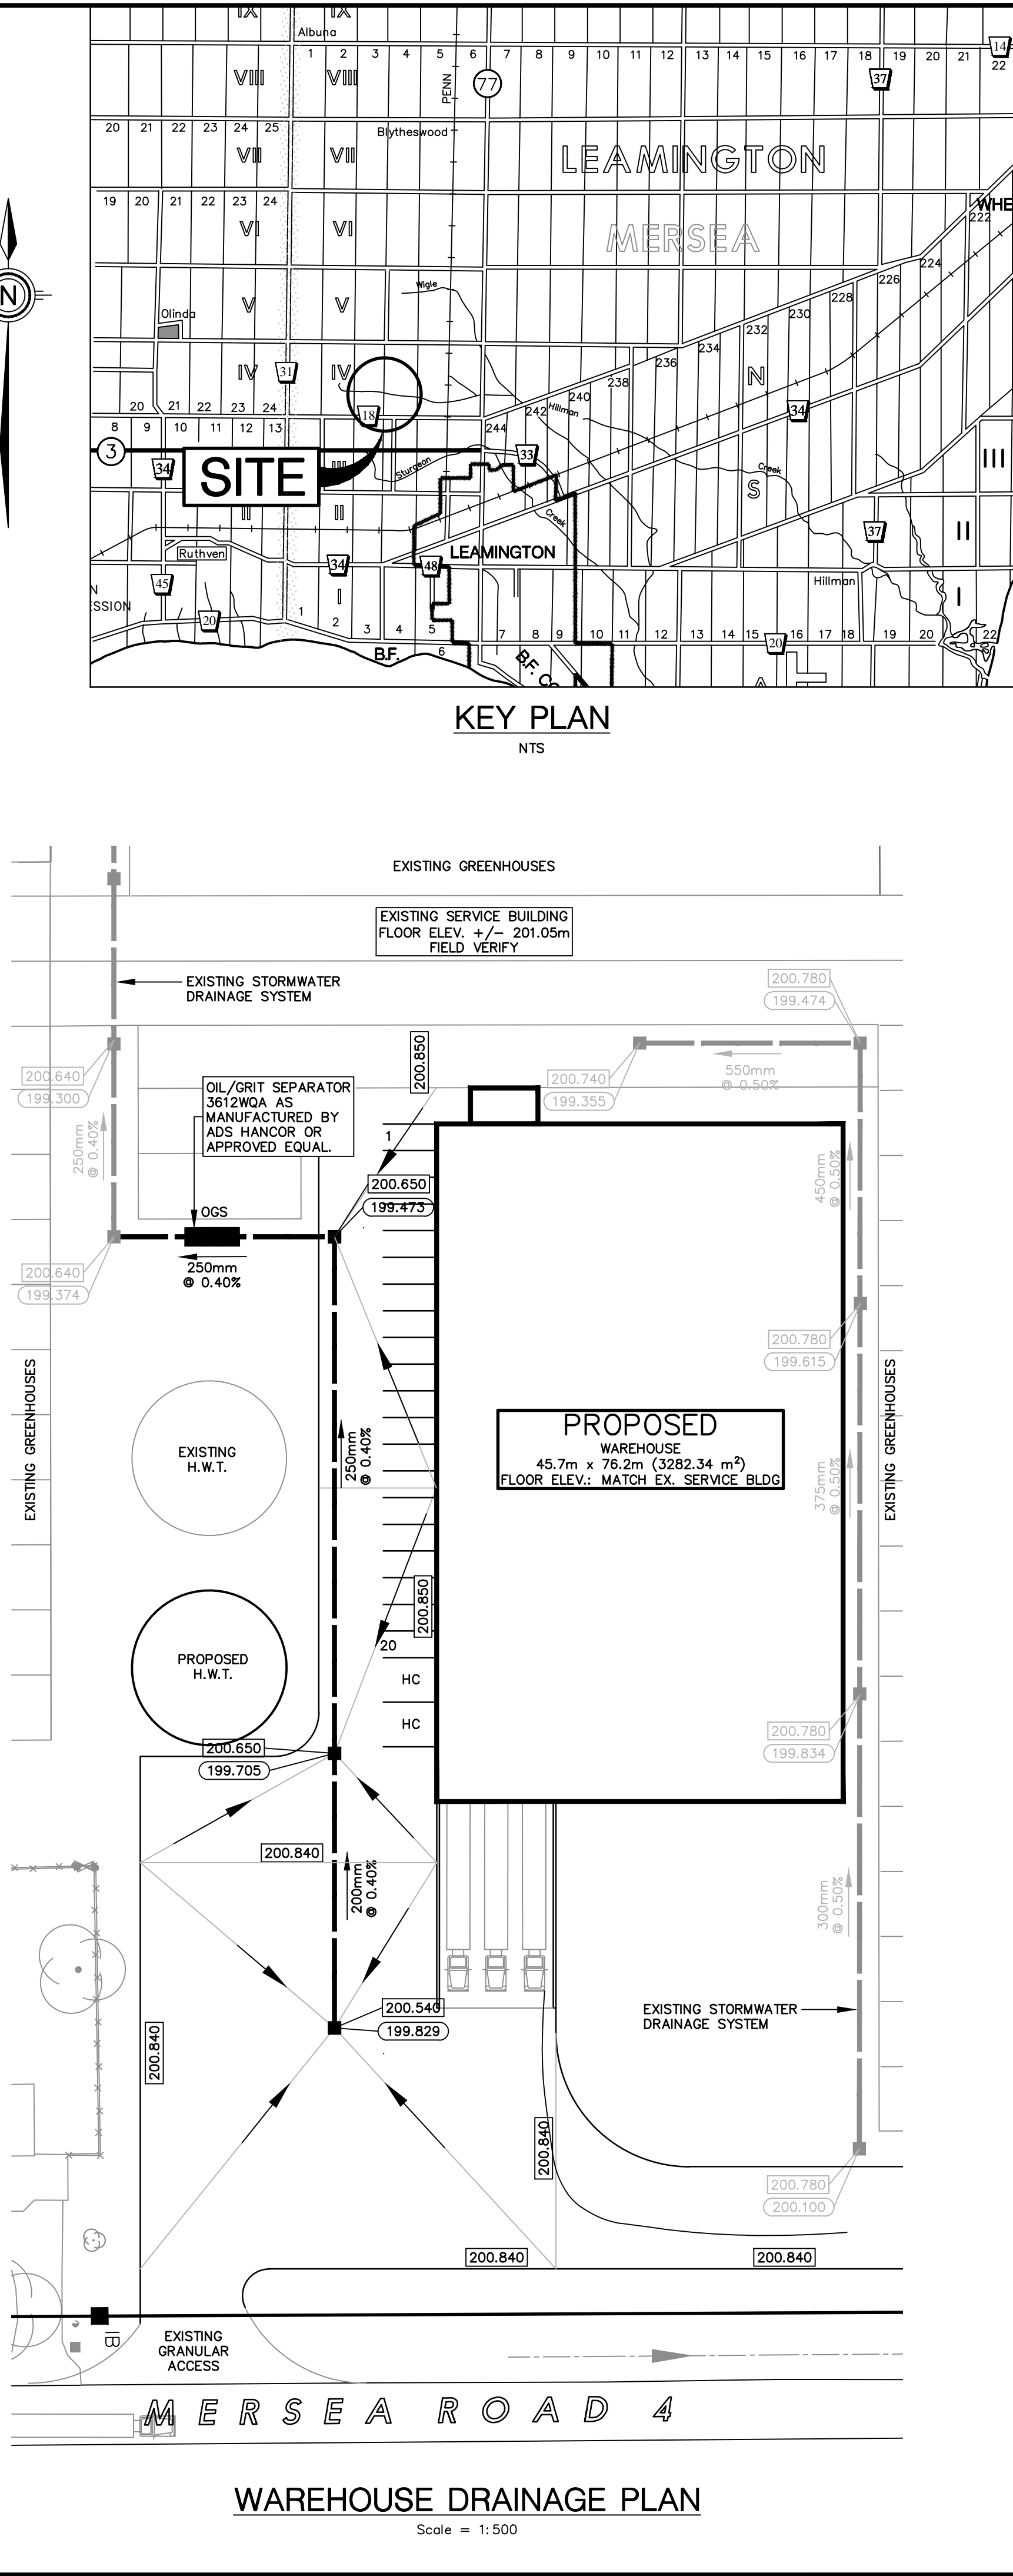 IX
IX
Albuna
1 2 3 4 5 6 7 8 9 10 11 12 13 14 15 16 17 18 19 20 21 22
14
VIII
VIII
PENN
77
37
20 21 22 23 24 25
Blytheswood
VII
VII
LEAMINGTON
19 20 21 22 23 24
WHE
222
VI
VI
MERSEA
224
226
Wigle
228
Olinda
V
V
230
232
234
236
31
IV
IV
N
238
240
18
242
Hillman
34
20 21 22 23 24
244
8 9 10 11 12 13
3
33
SITE
III
Sturgeon
III
34
Creek
S
II
II
Creek
37
II
LEAMINGTON
Ruthven
34
48
Hillman
45
N
SSION
I
I
20
1 2 3 4 5 6 7 8 9 10 11 12 13 14 15 16 17 18 19 20 22
20
B.F.
B.F. CO
N
KEY PLAN
NTS
EXISTING GREENHOUSES
EXISTING SERVICE BUILDING
FLOOR ELEV. +/- 201.05m
FIELD VERIFY
EXISTING STORMWATER
DRAINAGE SYSTEM
200.780
199.474
200.850
200.640
199.300
200.740
199.355
550mm
@ 0.50%
OIL/GRIT SEPARATOR
3612WQA AS
MANUFACTURED BY
ADS HANCOR OR
APPROVED EQUAL.
250mm
@ 0.40%
1
450mm
@ 0.50%
200.650
199.473
OGS
250mm
@ 0.40%
200.640
199.374
200.780
199.615
EXISTING GREENHOUSES
EXISTING GREENHOUSES
EXISTING
H.W.T.
250mm
@ 0.40%
PROPOSED
WAREHOUSE
45.7m x 76.2m (3282.34 m²)
FLOOR ELEV.: MATCH EX. SERVICE BLDG
375mm
@ 0.50%
200.850
20
PROPOSED
H.W.T.
HC
HC
200.650
199.705
200.780
199.834
200.840
200mm
@ 0.40%
300mm
@ 0.50%
200.540
199.829
EXISTING STORMWATER
DRAINAGE SYSTEM
200.840
200.840
200.780
200.100
200.840
200.840
IB
EXISTING
GRANULAR
ACCESS
MERSEA ROAD 4
WAREHOUSE DRAINAGE PLAN
Scale = 1:500